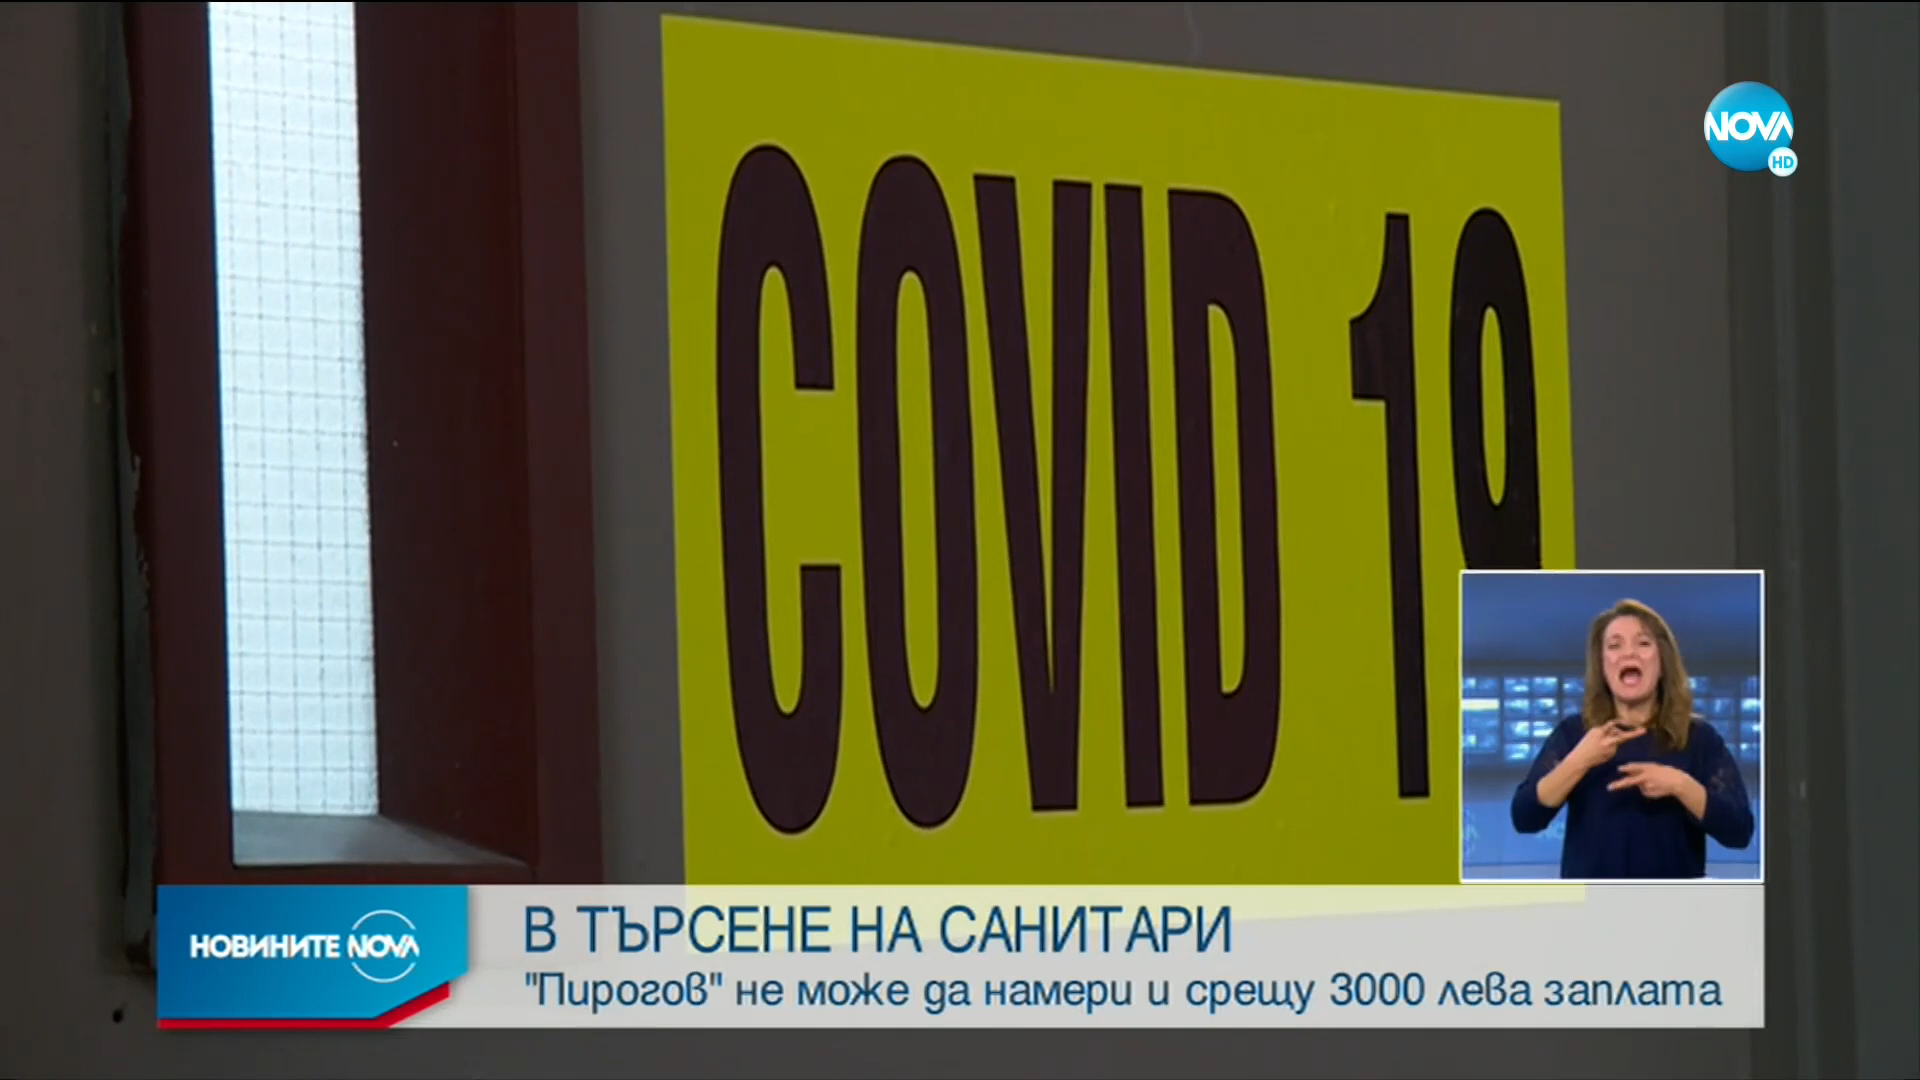 NOVA
HD
COVID 19
НОВИНИТЕ NOVA
В ТЪРСЕНЕ НА САНИТАРИ
"Пирогов" не може да намери и срещу 3000 лева заплата